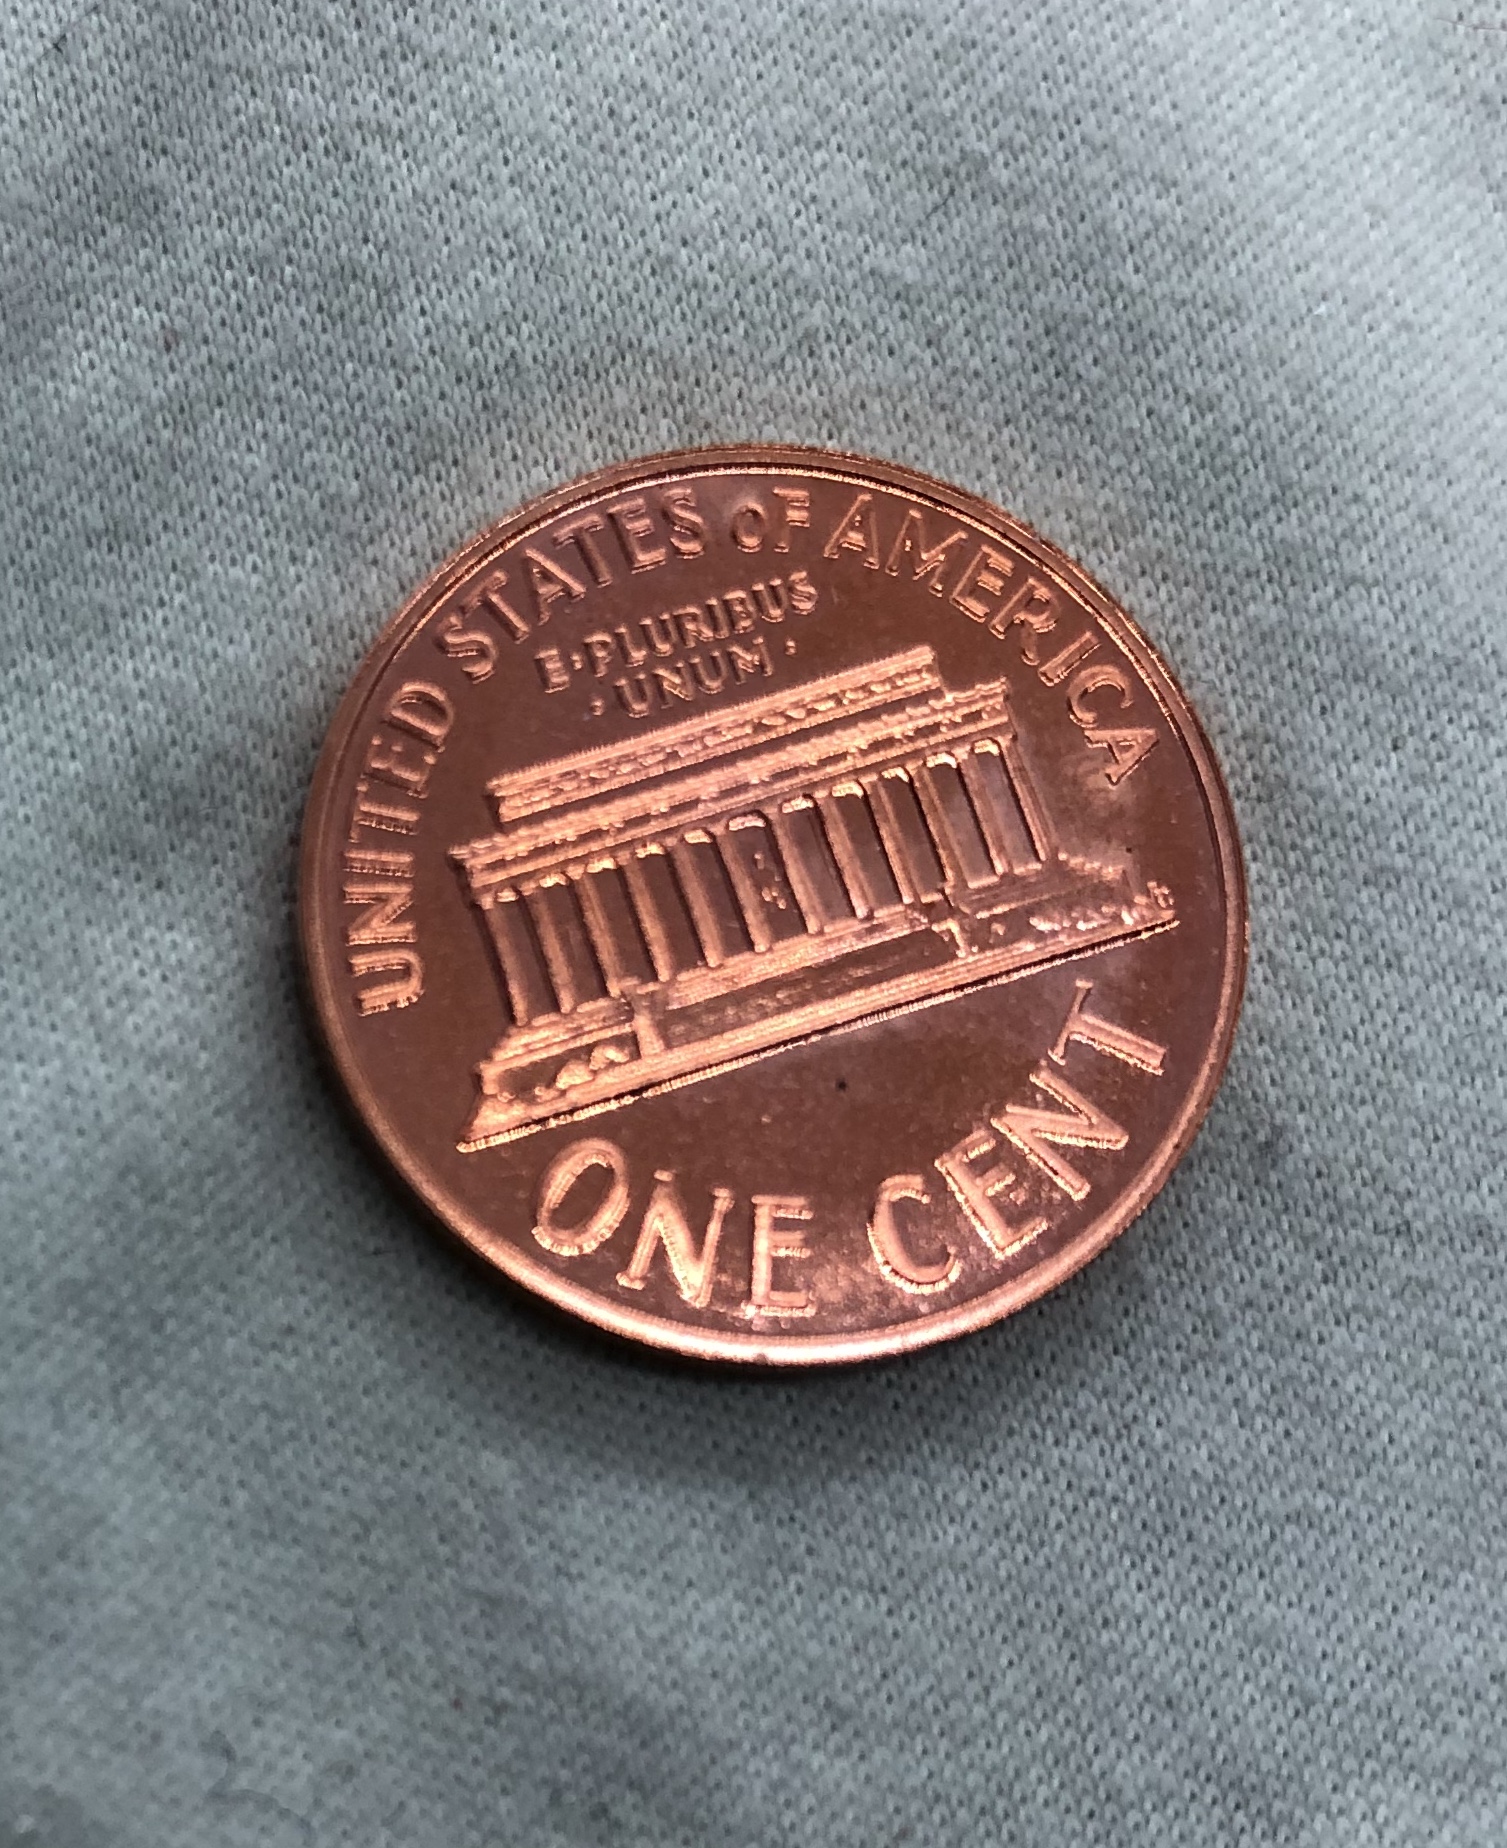 UNITED STATES OF AMERICA
E·PLURIBUS
·UNUM·
ONE CENT